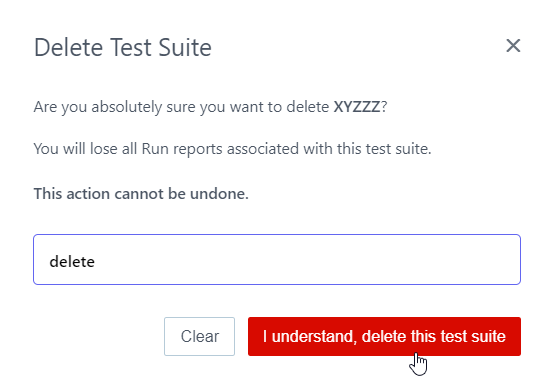 Delete Test Suite
Are you absolutely sure you want to delete XYZZZ?
You will lose all Run reports associated with this test suite.
This action cannot be undone.
delete
Clear
I understand, delete this test suite